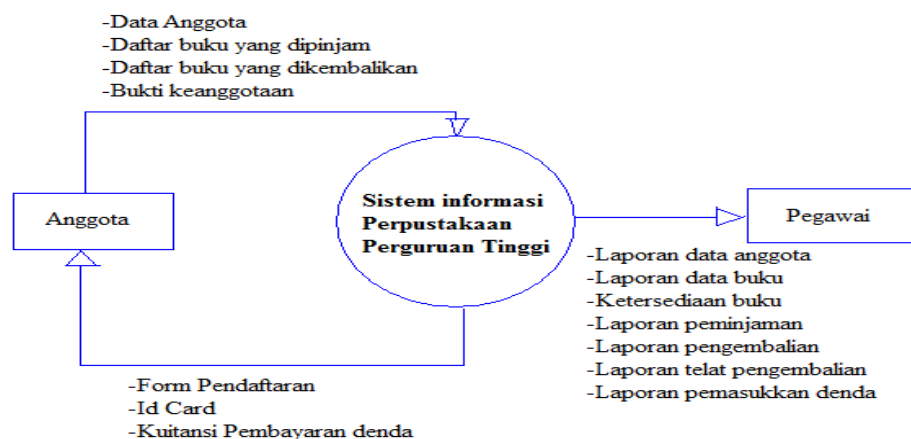 -Data Anggota
-Daftar buku yang dipinjam
-Daftar buku yang dikembalikan
-Bukti keanggotaan
Anggota
Sistem informasi
Perpustakaan
Perguruan Tinggi
Pegawai
-Laporan data anggota
-Laporan data buku
-Ketersediaan buku
-Laporan peminjaman
-Laporan pengembalian
-Laporan telat pengembalian
-Laporan pemasukkan denda
-Form Pendaftaran
-Id Card
-Kuitansi Pembayaran denda